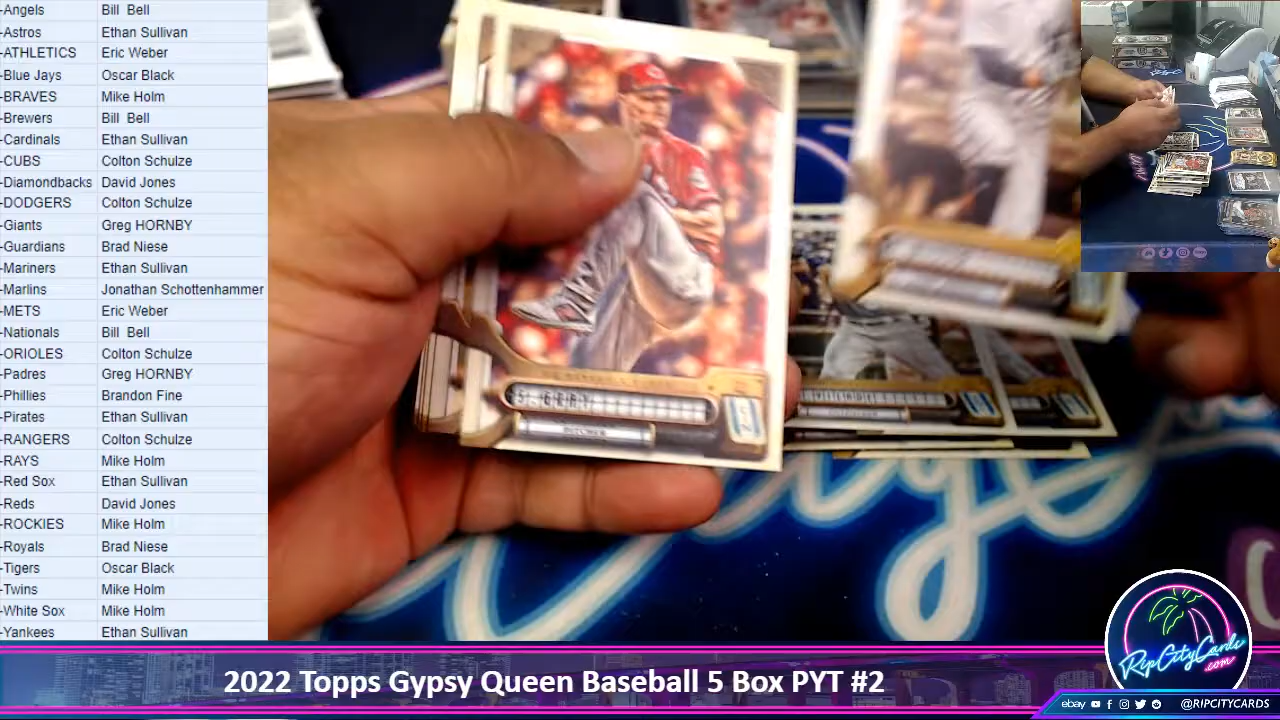 -Angels Bill Bell
-Astros Ethan Sullivan
-ATHLETICS Eric Weber
-Blue Jays Oscar Black
-BRAVES Mike Holm
-Brewers Bill Bell
-Cardinals Ethan Sullivan
-CUBS Colton Schulze
-Diamondbacks David Jones
-DODGERS Colton Schulze
-Giants Greg HORNBY
-Guardians Brad Niese
-Mariners Ethan Sullivan
-Marlins Jonathan Schottenhammer
-METS Eric Weber
-Nationals Bill Bell
-ORIOLES Colton Schulze
-Padres Greg HORNBY
-Phillies Brandon Fine
-Pirates Ethan Sullivan
-RANGERS Colton Schulze
-RAYS Mike Holm
-Red Sox Ethan Sullivan
-Reds David Jones
-ROCKIES Mike Holm
-Royals Brad Niese
-Tigers Oscar Black
-Twins Mike Holm
-White Sox Mike Holm
-Yankees Ethan Sullivan
PITCHER
2022 Topps Gypsy Queen Baseball 5 Box PYT #2
RipCityCards
.com
ebay @RIPCITYCARDS